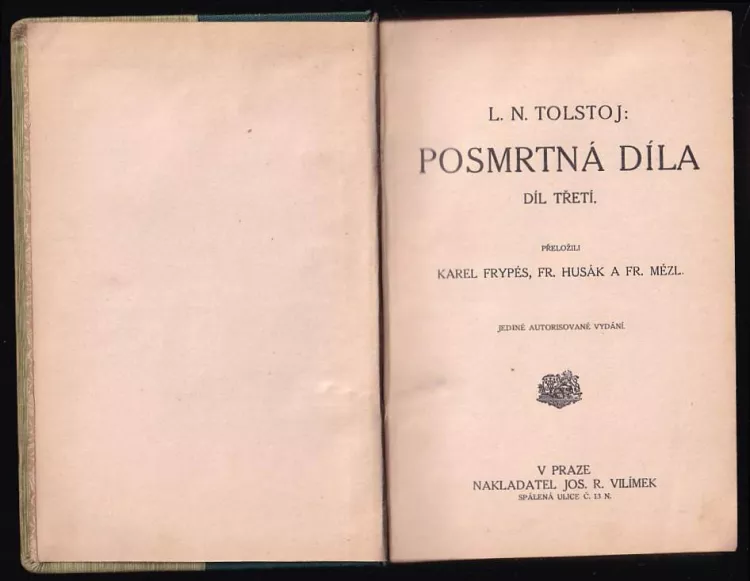 L. N. TOLSTOJ:
POSMRTNÁ DÍLA
DÍL TŘETÍ.
PŘELOŽILI
KAREL FRYPÉS, FR. HUSÁK A FR. MĚZL.
JEDINÉ AUTORISOVANÉ VYDÁNÍ.
V PRAZE
NAKLADATEL JOS. R. VILÍMEK
SPÁLENÁ ULICE Č. 13 N.